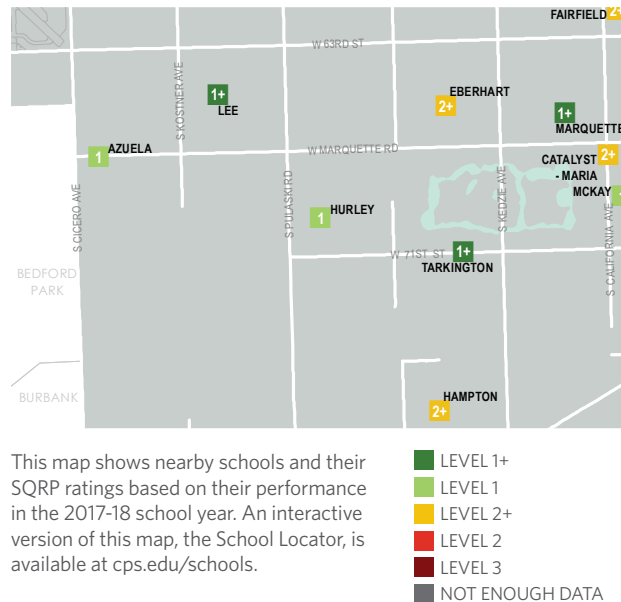 FAIRFIELD
2+
W 63RD ST
S KOSTNER AVE
1+
LEE
EBERHART
2+
1+
MARQUETTE
AZUELA
1
W MARQUETTE RD
CATALYST
- MARIA
2+
MCKAY
S CICERO AVE
S PULASKI RD
HURLEY
1
S KEDZIE AVE
S CALIFORNIA AVE
W 71ST ST
1+
TARKINGTON
BEDFORD
PARK
BURBANK
HAMPTON
2+
This map shows nearby schools and their
SQRP ratings based on their performance
in the 2017-18 school year. An interactive
version of this map, the School Locator, is
available at cps.edu/schools.
LEVEL 1+
LEVEL 1
LEVEL 2+
LEVEL 2
LEVEL 3
NOT ENOUGH DATA